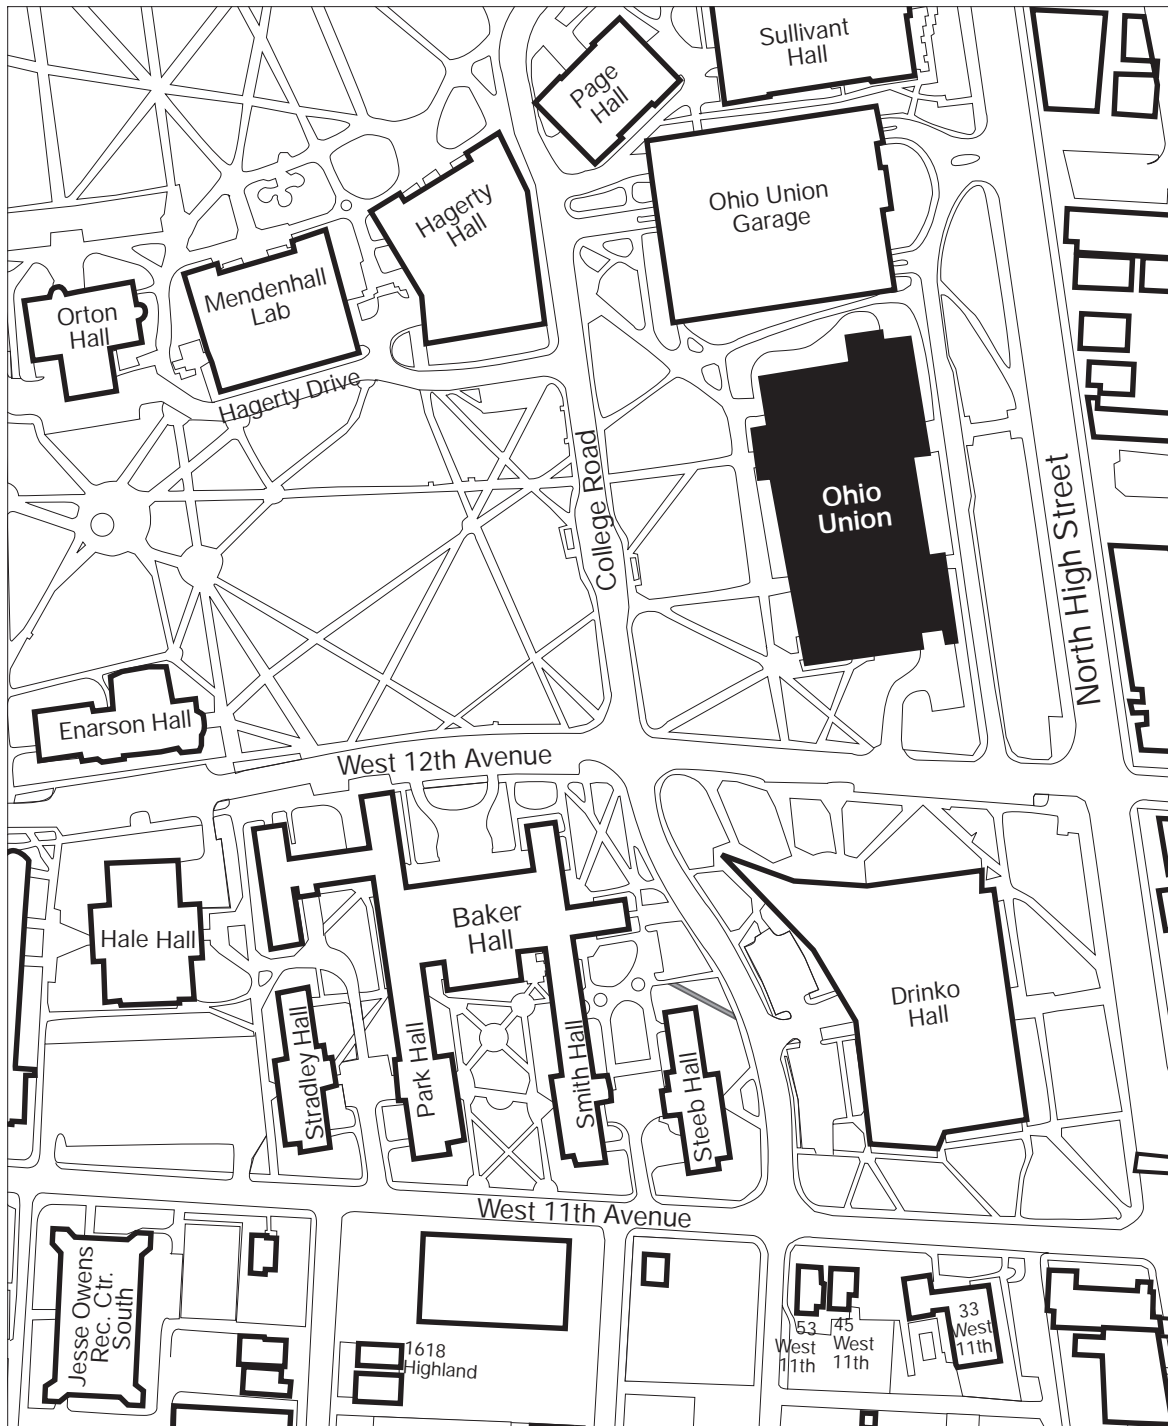 Sullivant
Hall
Page
Hall
Ohio Union
Garage
Hagerty
Hall
Mendenhall
Lab
Orton
Hall
Hagerty Drive
College Road
Ohio
Union
North High Street
Enarson Hall
West 12th Avenue
Baker
Hall
Hale Hall
Drinko
Hall
Stradley Hall
Park Hall
Smith Hall
Steeb Hall
West 11th Avenue
Jesse Owens
Rec. Ctr.
South
1618
Highland
53
West
11th
45
West
11th
33
West
11th